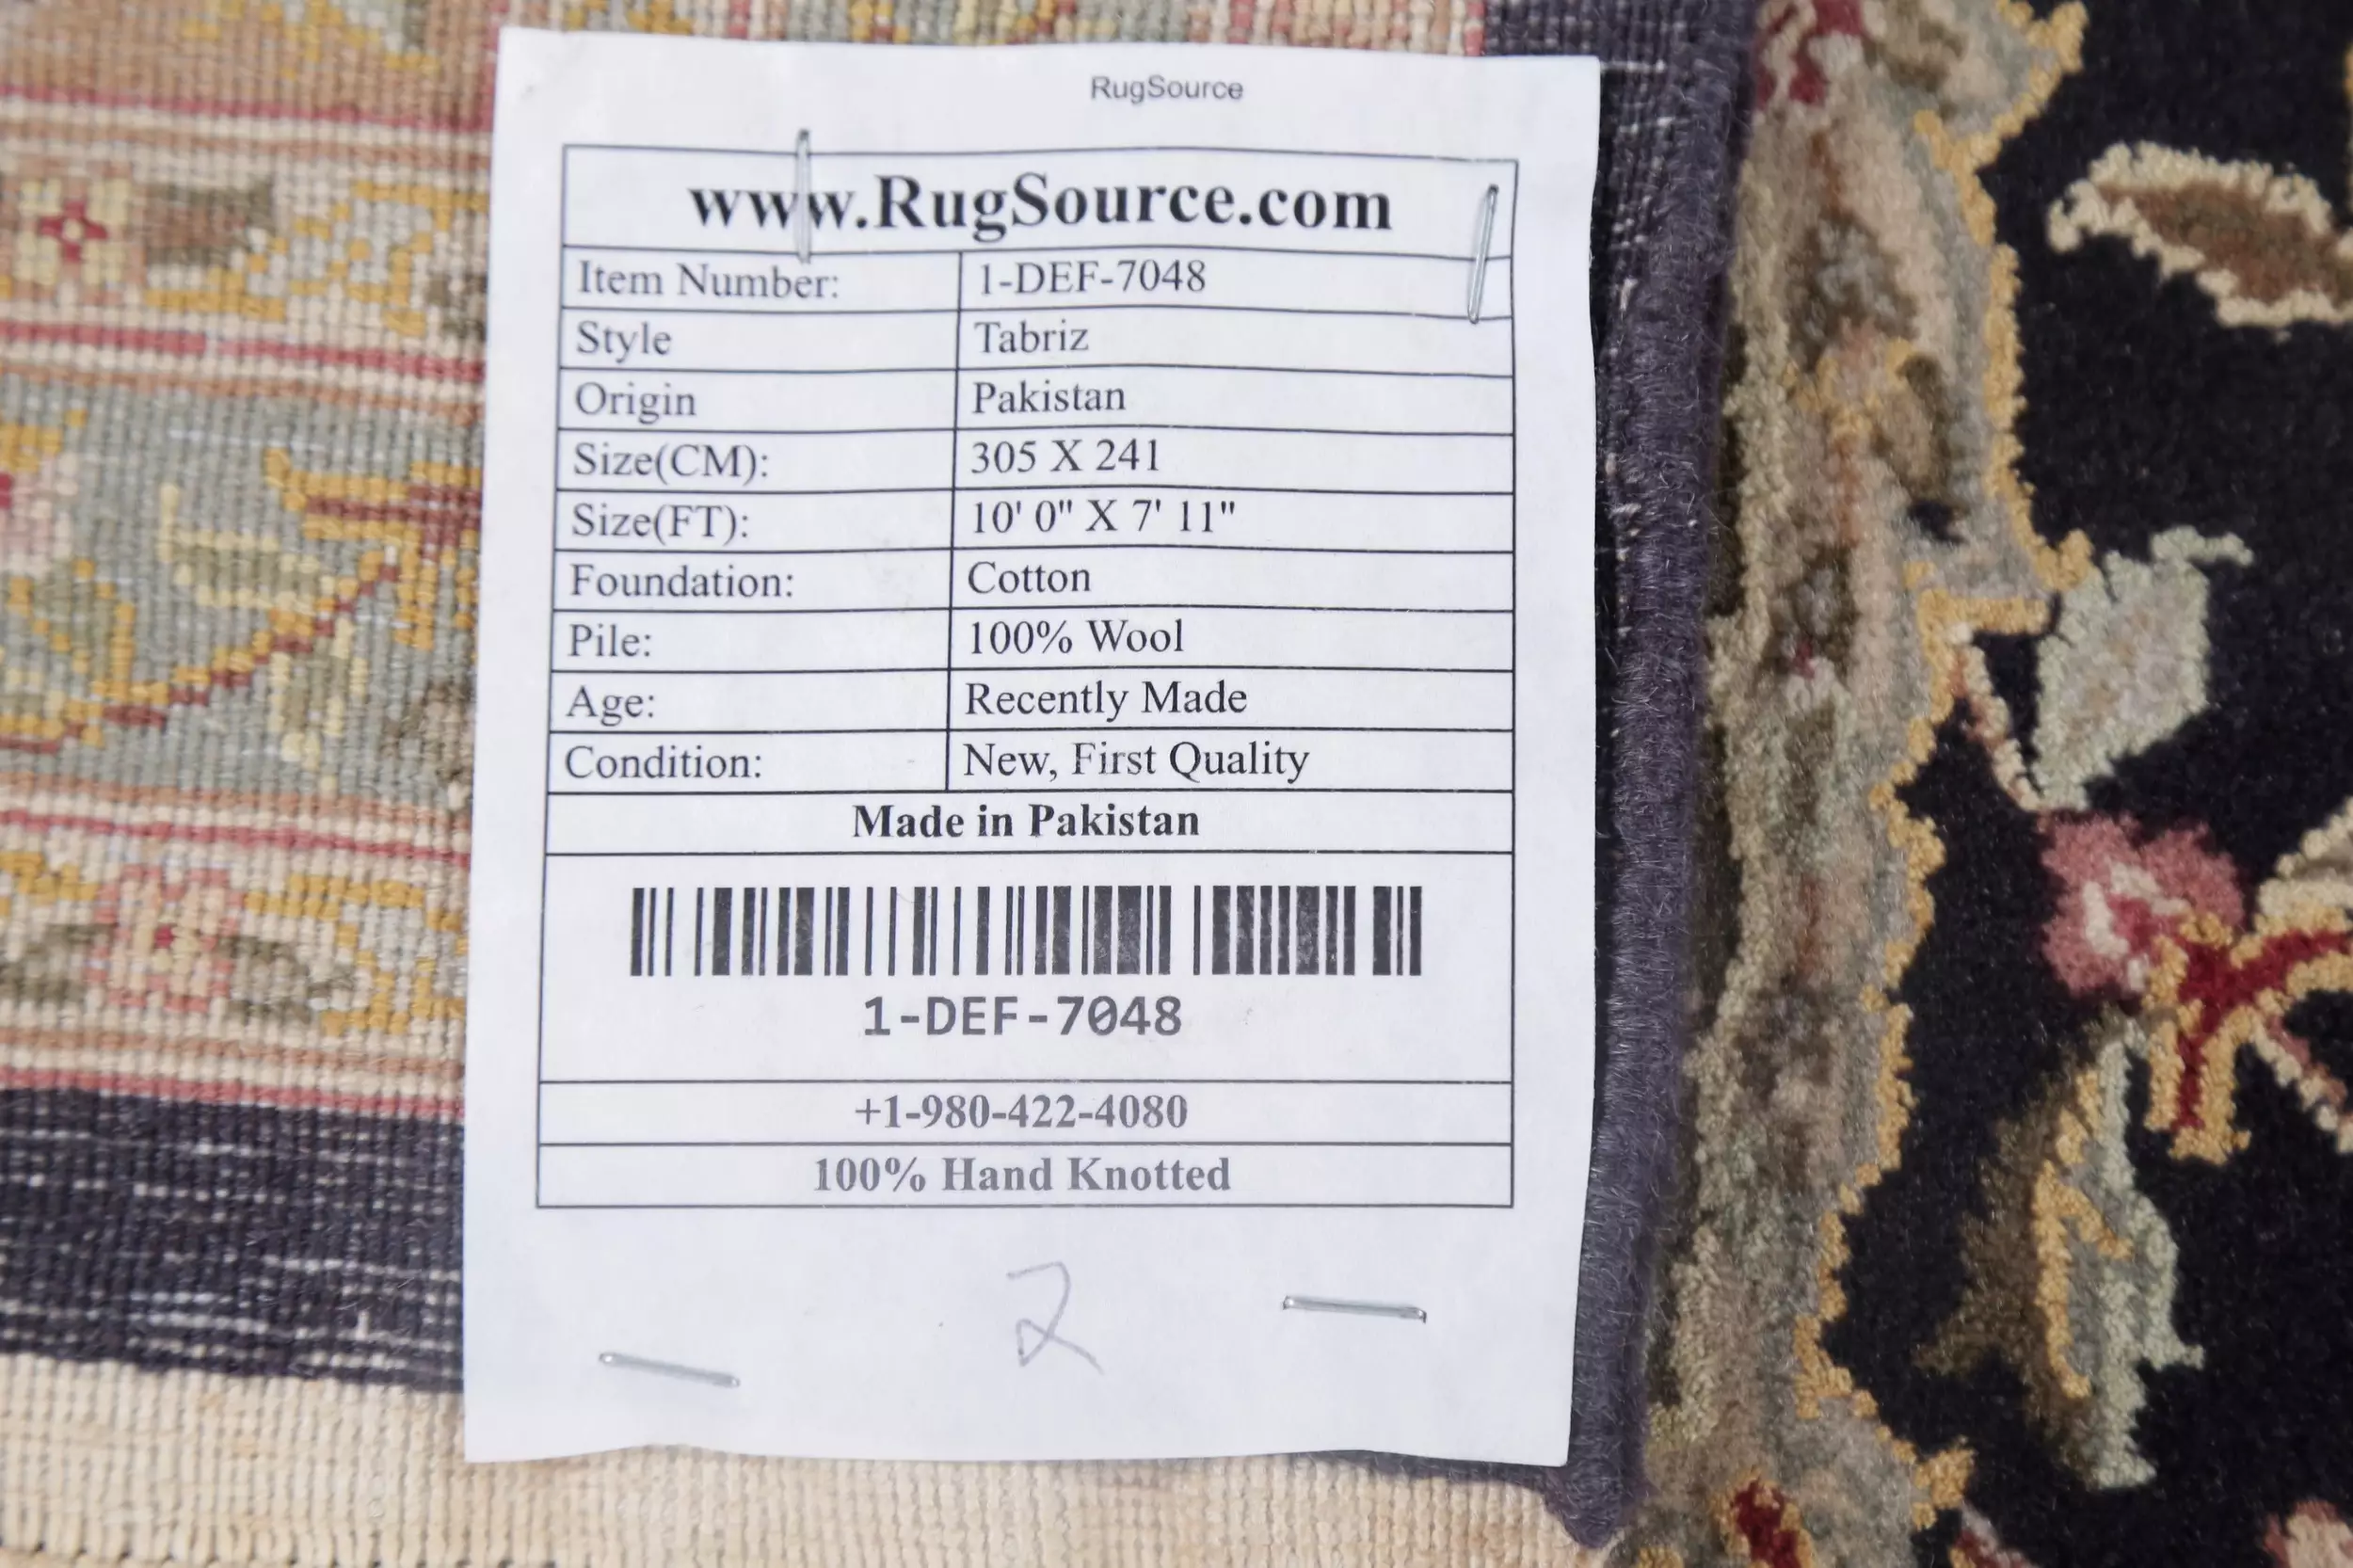 RugSource
www.RugSource.com
Item Number: 1-DEF-7048
Style Tabriz
Origin Pakistan
Size(CM): 305 X 241
Size(FT): 10' 0" X 7' 11"
Foundation: Cotton
Pile: 100% Wool
Age: Recently Made
Condition: New, First Quality
Made in Pakistan
1-DEF-7048
+1-980-422-4080
100% Hand Knotted
2